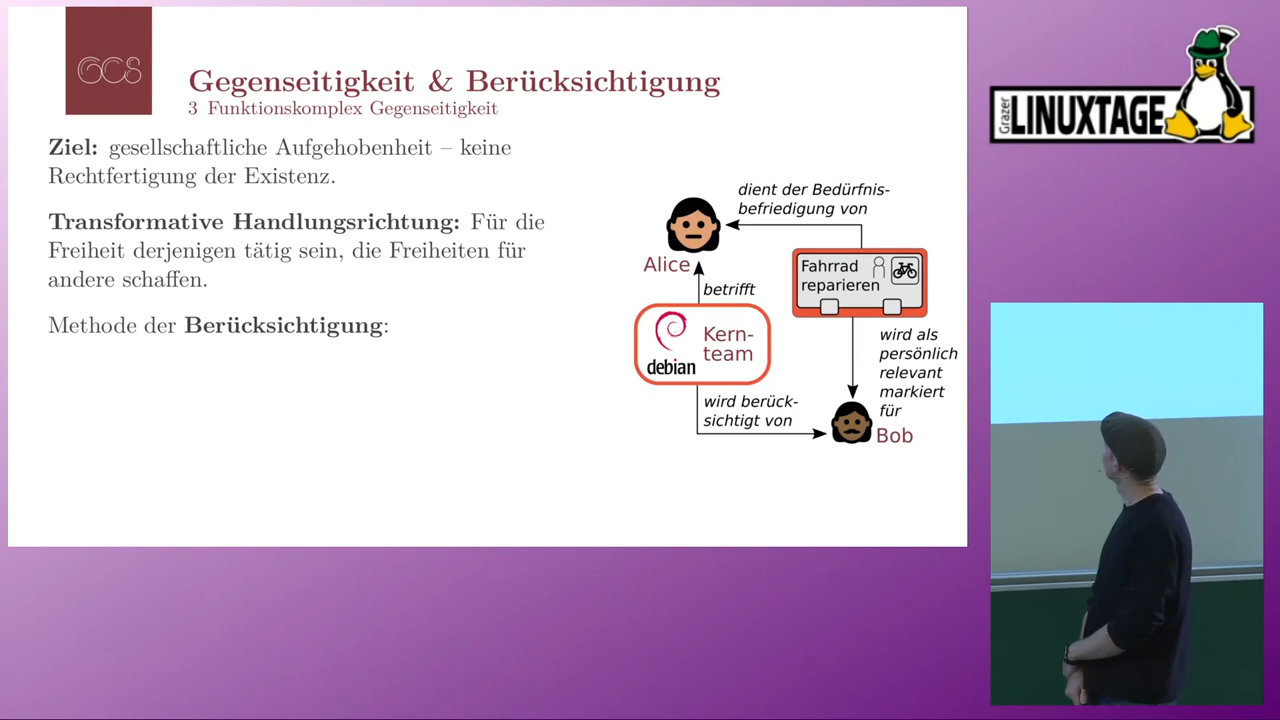 GCS
Gegenseitigkeit & Berücksichtigung
3 Funktionskomplex Gegenseitigkeit
Ziel: gesellschaftliche Aufgehobenheit – keine
Rechtfertigung der Existenz.
Transformative Handlungsrichtung: Für die
Freiheit derjenigen tätig sein, die Freiheiten für
andere schaffen.
Methode der Berücksichtigung:
dient der Bedürfnis-
befriedigung von
Alice
betrifft
Fahrrad
reparieren
Kern-
team
debian
wird berück-
sichtigt von
wird als
persönlich
relevant
markiert
für
Bob
Grazer
LINUXTAGE